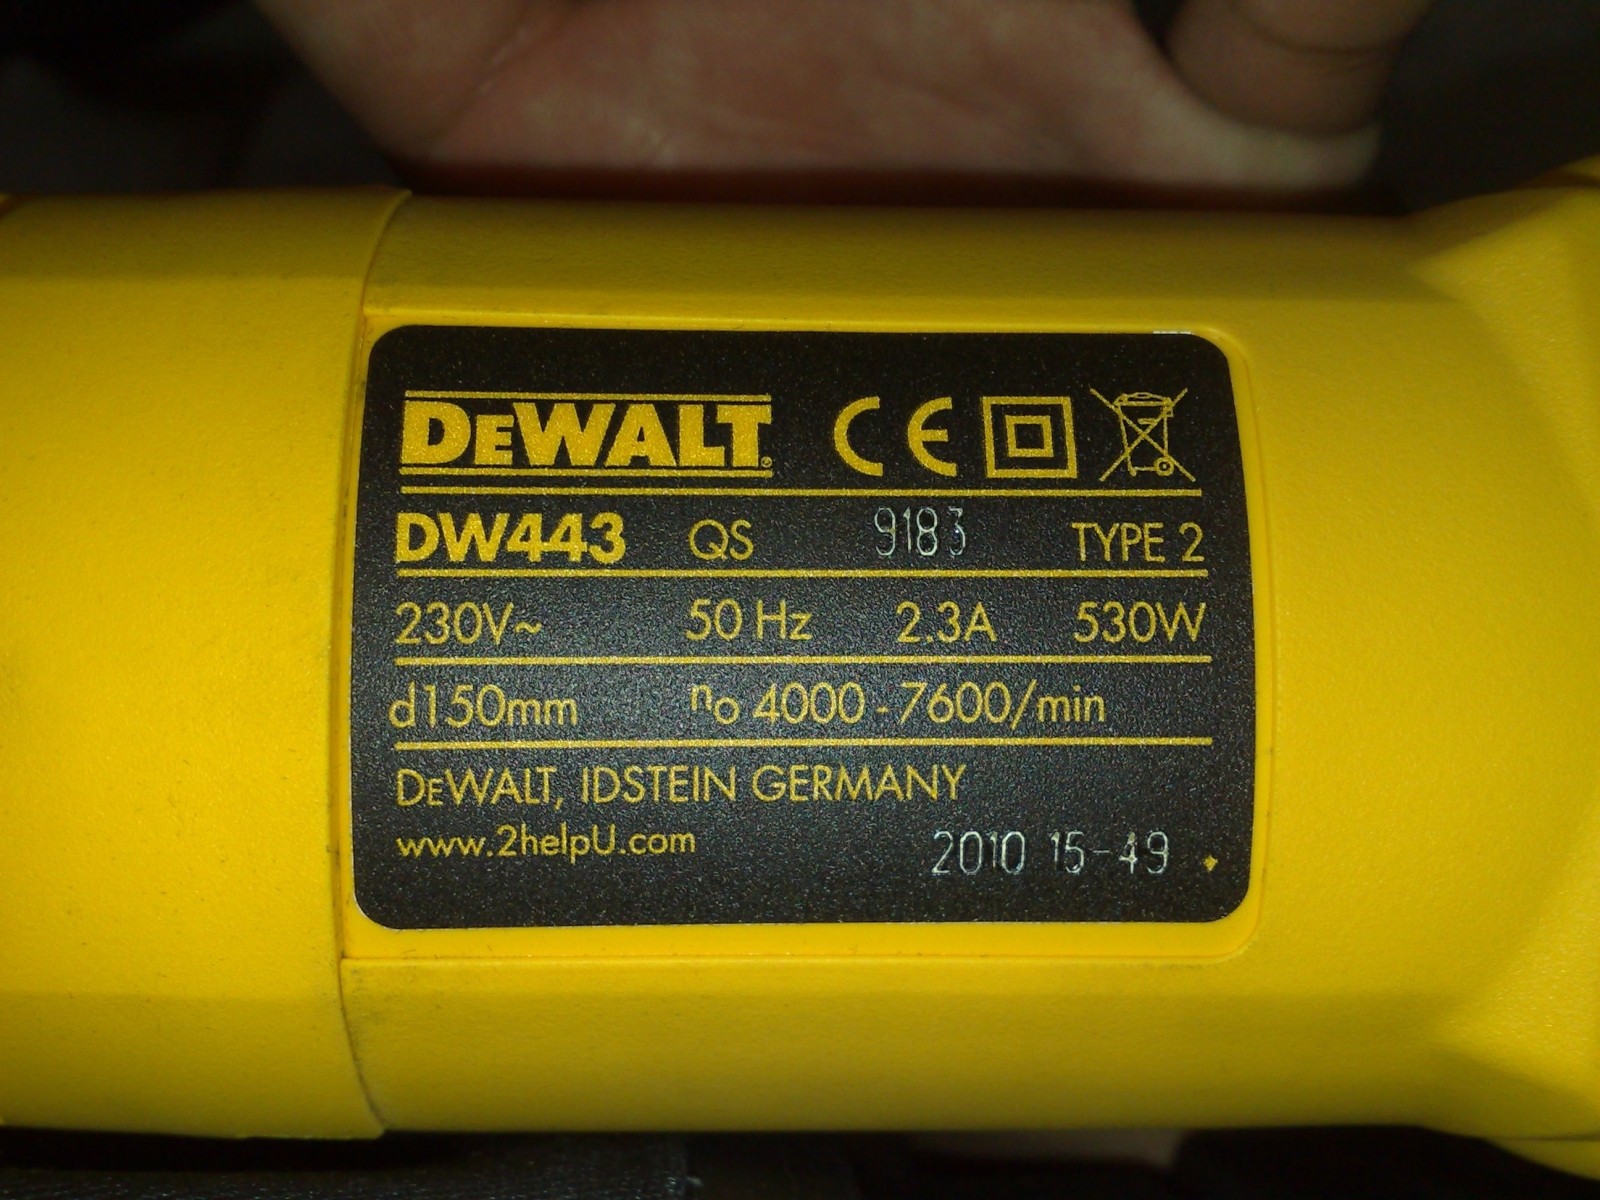 DEWALT® CE
DW443 QS 9183 TYPE 2
230V~ 50 Hz 2.3A 530W
d150mm no 4000 - 7600/min
DEWALT, IDSTEIN GERMANY
www.2helpU.com 2010 15-49